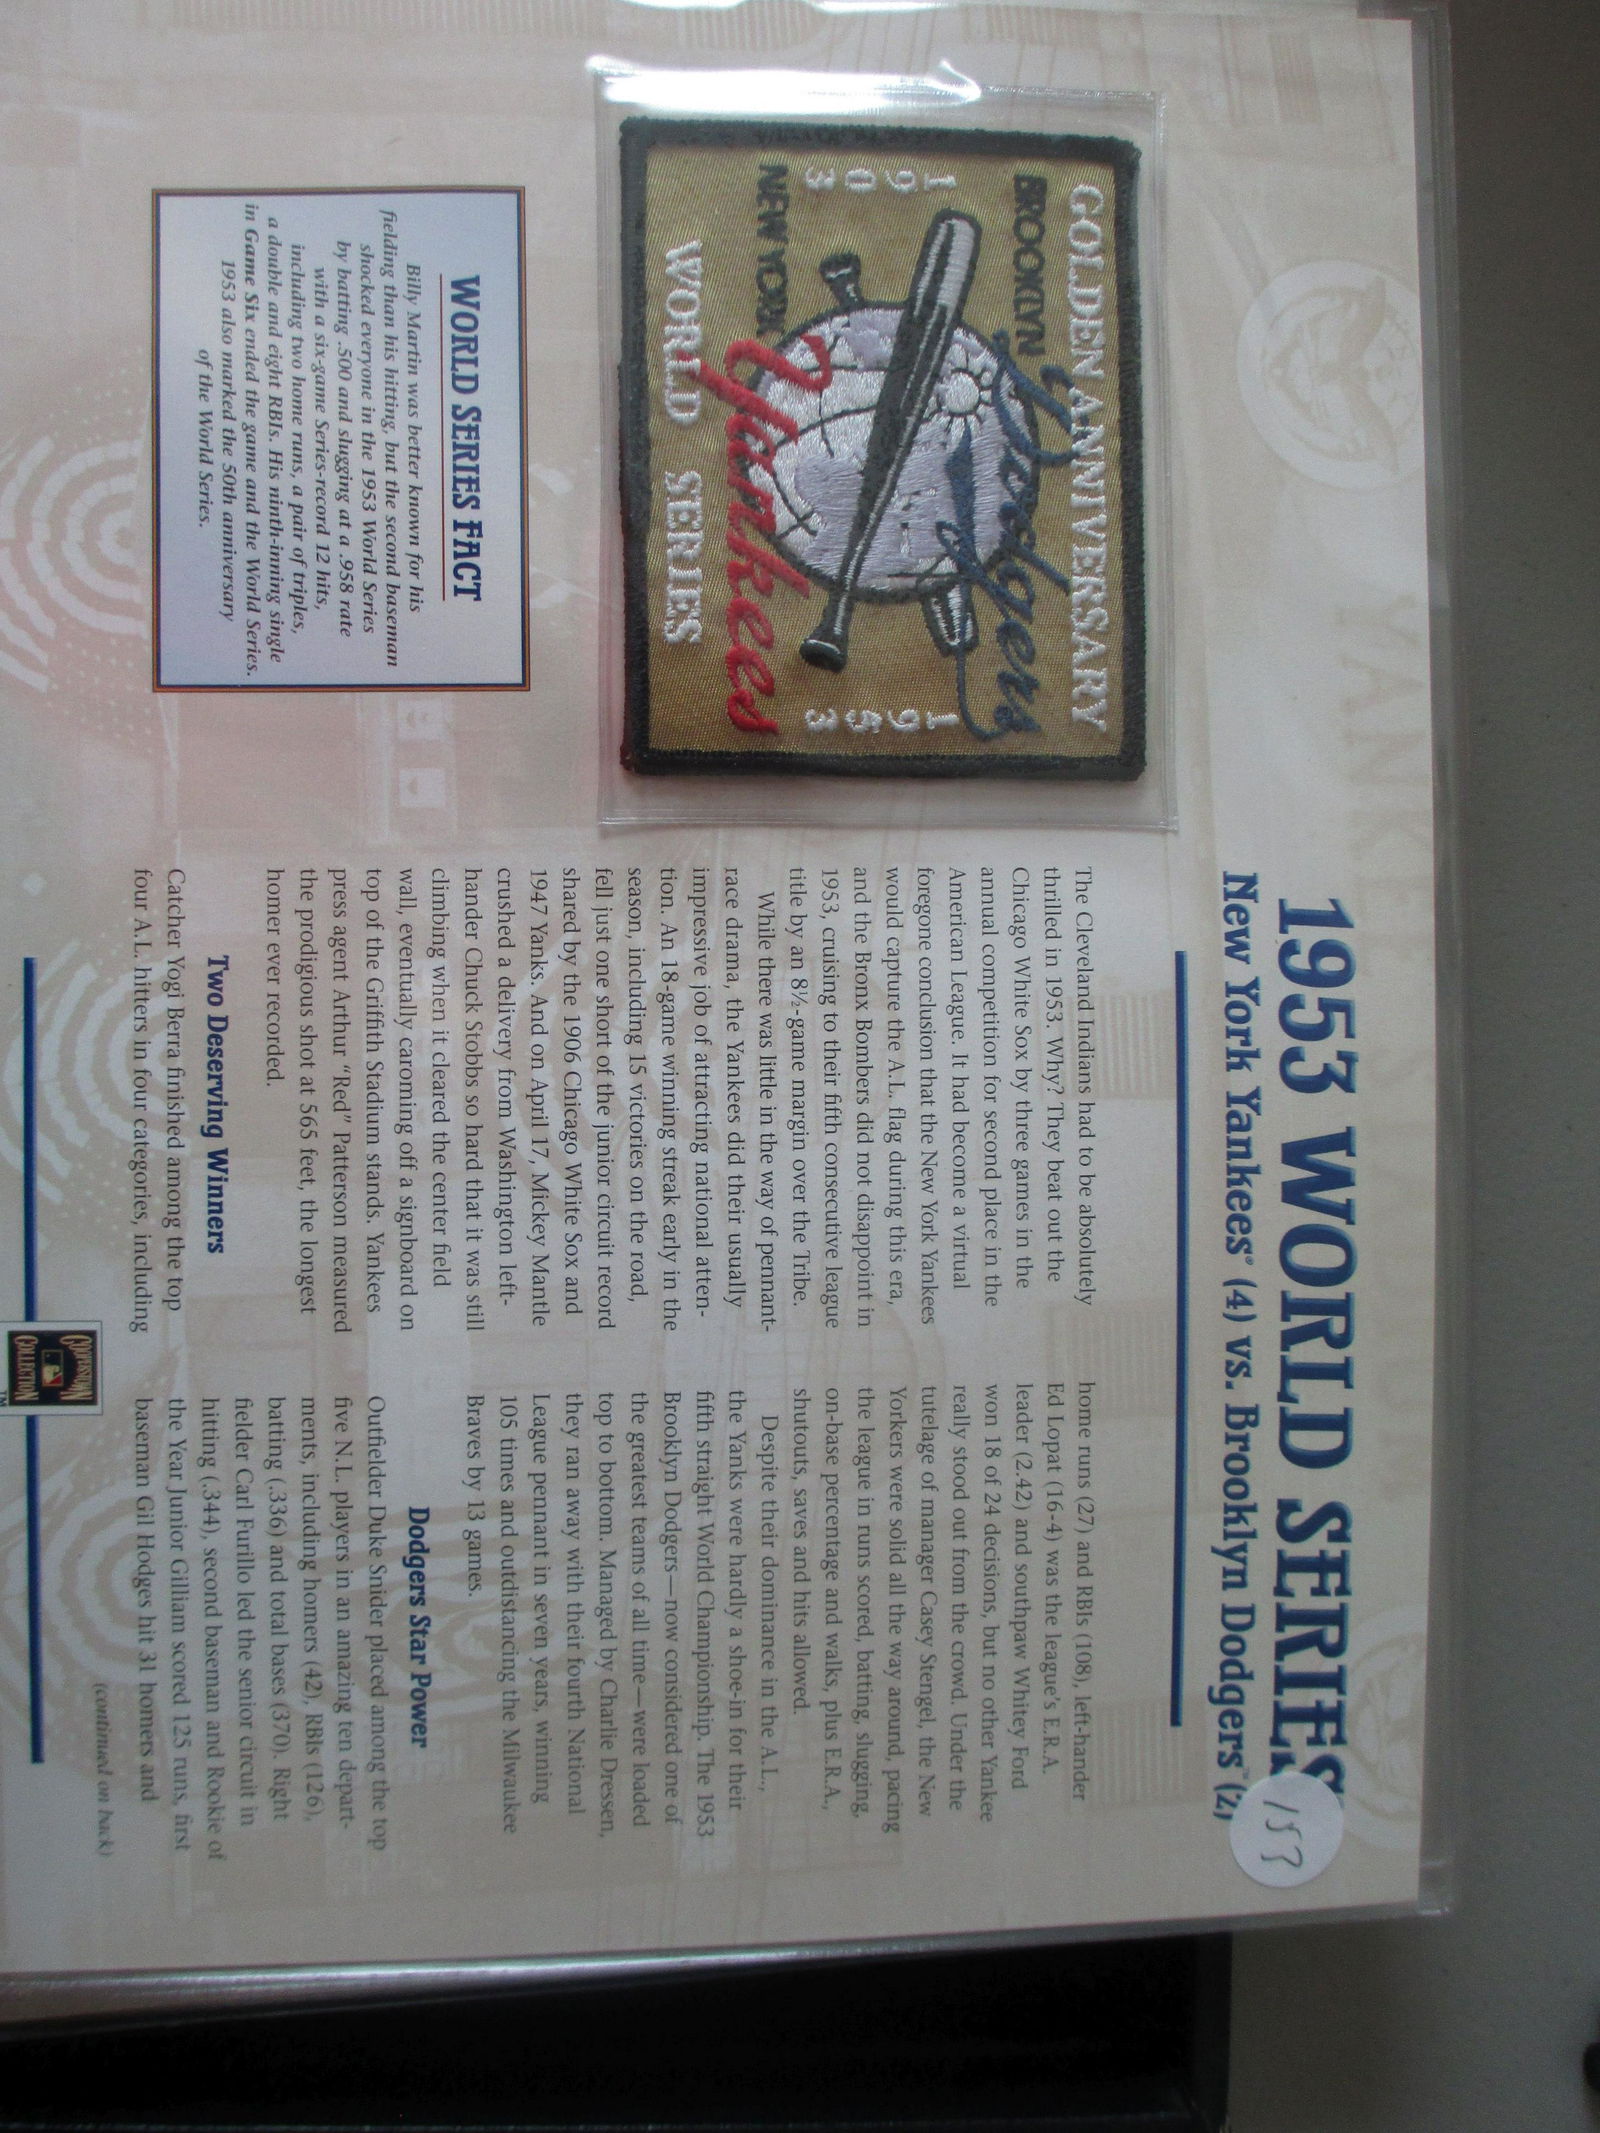 YANKE
1953 WORLD SERIES
New York Yankees® (4) vs. Brooklyn Dodgers™ (2)
153
GOLDEN ANNIVERSARY
BROOKLYN
Dodgers
1903
1953
NEW YORK
Yankees
WORLD SERIES
WORLD SERIES FACT
Billy Martin was better known for his
fielding than his hitting, but the second baseman
shocked everyone in the 1953 World Series
by batting .500 and slugging at a .958 rate
with a six-game Series-record 12 hits,
including two home runs, a pair of triples,
a double and eight RBIs. His ninth-inning single
in Game Six ended the game and the World Series.
1953 also marked the 50th anniversary
of the World Series.
The Cleveland Indians had to be absolutely
thrilled in 1953. Why? They beat out the
Chicago White Sox by three games in the
annual competition for second place in the
American League. It had become a virtual
foregone conclusion that the New York Yankees
would capture the A.L. flag during this era,
and the Bronx Bombers did not disappoint in
1953, cruising to their fifth consecutive league
title by an 8½-game margin over the Tribe.
While there was little in the way of pennant-
race drama, the Yankees did their usually
impressive job of attracting national atten-
tion. An 18-game winning streak early in the
season, including 15 victories on the road,
fell just one short of the junior circuit record
shared by the 1906 Chicago White Sox and
1947 Yanks. And on April 17, Mickey Mantle
crushed a delivery from Washington left-
hander Chuck Stobbs so hard that it was still
climbing when it cleared the center field
wall, eventually caroming off a signboard on
top of the Griffith Stadium stands. Yankees
press agent Arthur “Red” Patterson measured
the prodigious shot at 565 feet, the longest
homer ever recorded.
Two Deserving Winners
Catcher Yogi Berra finished among the top
four A.L. hitters in four categories, including
home runs (27) and RBIs (108), left-hander
Ed Lopat (16-4) was the league's E.R.A.
leader (2.42) and southpaw Whitey Ford
won 18 of 24 decisions, but no other Yankee
really stood out from the crowd. Under the
tutelage of manager Casey Stengel, the New
Yorkers were solid all the way around, pacing
the league in runs scored, batting, slugging,
on-base percentage and walks, plus E.R.A.,
shutouts, saves and hits allowed.
Despite their dominance in the A.L.,
the Yanks were hardly a shoe-in for their
fifth straight World Championship. The 1953
Brooklyn Dodgers—now considered one of
the greatest teams of all time—were loaded
top to bottom. Managed by Charlie Dressen,
they ran away with their fourth National
League pennant in seven years, winning
105 times and outdistancing the Milwaukee
Braves by 13 games.
Dodgers Star Power
Outfielder Duke Snider placed among the top
five N.L. players in an amazing ten depart-
ments, including homers (42), RBIs (126),
batting (.336) and total bases (370). Right
fielder Carl Furillo led the senior circuit in
hitting (.344), second baseman and Rookie of
the Year Junior Gilliam scored 125 runs, first
baseman Gil Hodges hit 31 homers and
(continued on back)
COOPERSTOWN
COLLECTION
TM